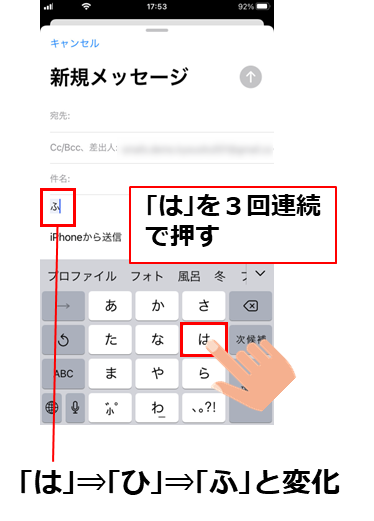 17:53 92%
キャンセル
新規メッセージ
宛先:
Cc/Bcc、差出人:
件名:
ふ
「は」を３回連続
で押す
iPhoneから送信
プロファイル フォト 風呂 冬
→ あ か さ
た な は 次候補
ABC ま や ら
小 わ 、。?!
「は」⇒「ひ」⇒「ふ」と変化